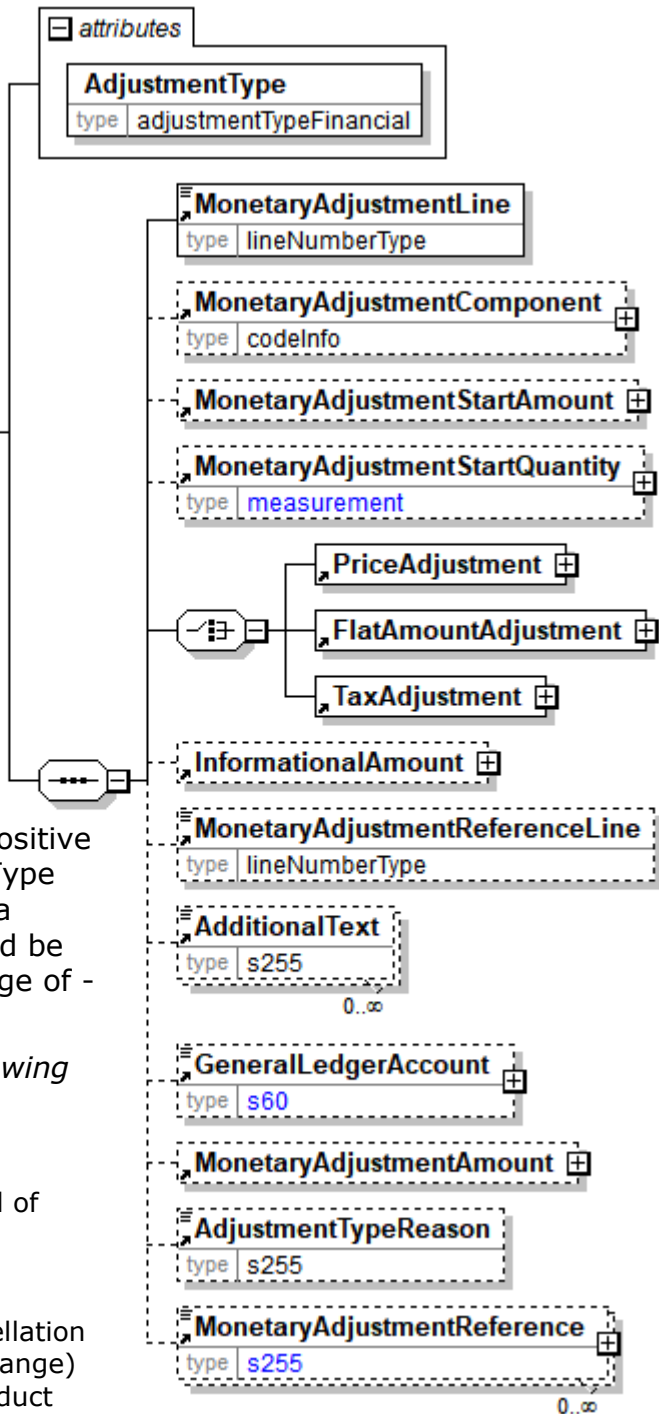 attributes
AdjustmentType
type adjustmentTypeFinancial
MonetaryAdjustmentLine
type lineNumberType
MonetaryAdjustmentComponent
type codeInfo
MonetaryAdjustmentStartAmount
MonetaryAdjustmentStartQuantity
type measurement
PriceAdjustment
FlatAmountAdjustment
TaxAdjustment
InformationalAmount
MonetaryAdjustmentReferenceLine
type lineNumberType
AdditionalText
type s255
0..∞
GeneralLedgerAccount
type s60
MonetaryAdjustmentAmount
AdjustmentTypeReason
type s255
MonetaryAdjustmentReference
type s255
0..∞
ositive
ype
a
d be
ge of -
wing
l of
ellation
ange)
duct